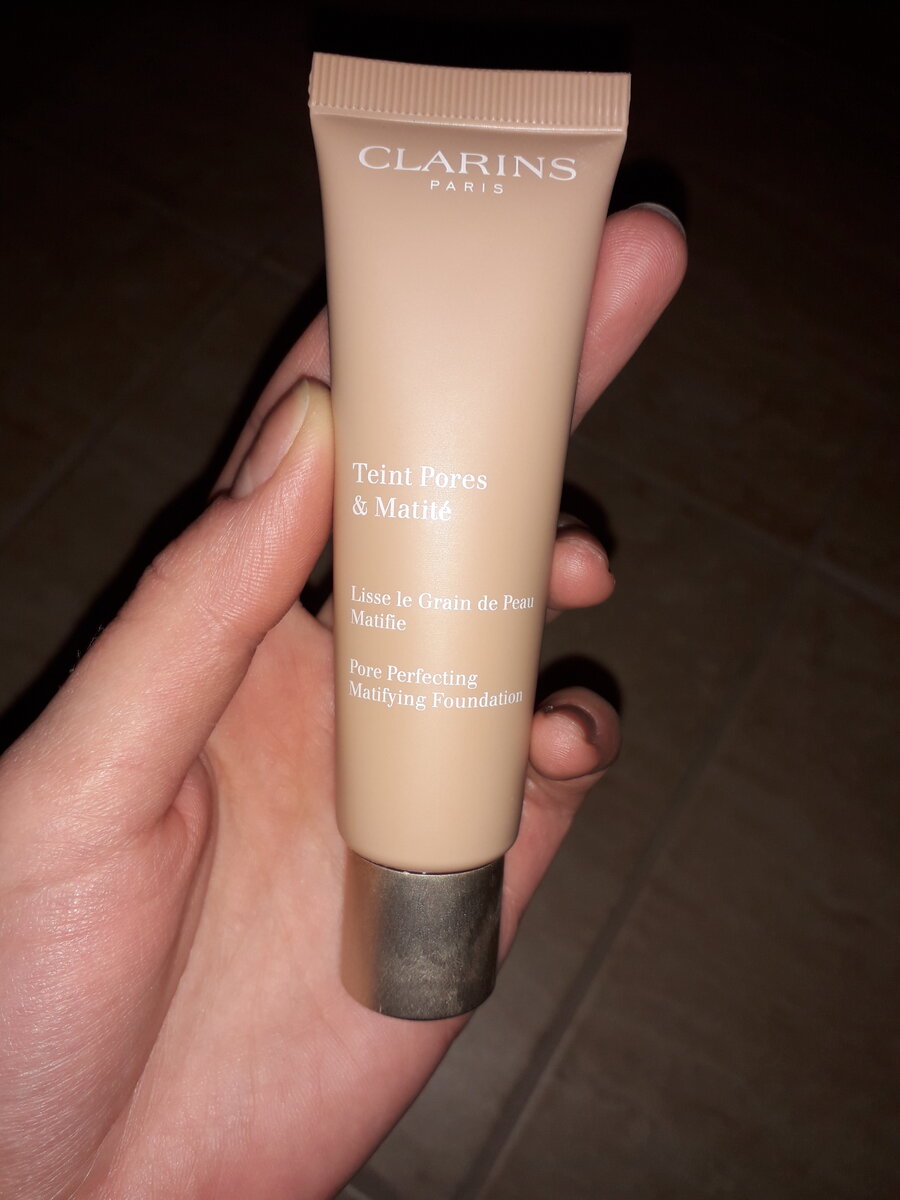 CLARINS
PARIS
Teint Pores
& Matité
Lisse le Grain de Peau
Matifie
Pore Perfecting
Matifying Foundation